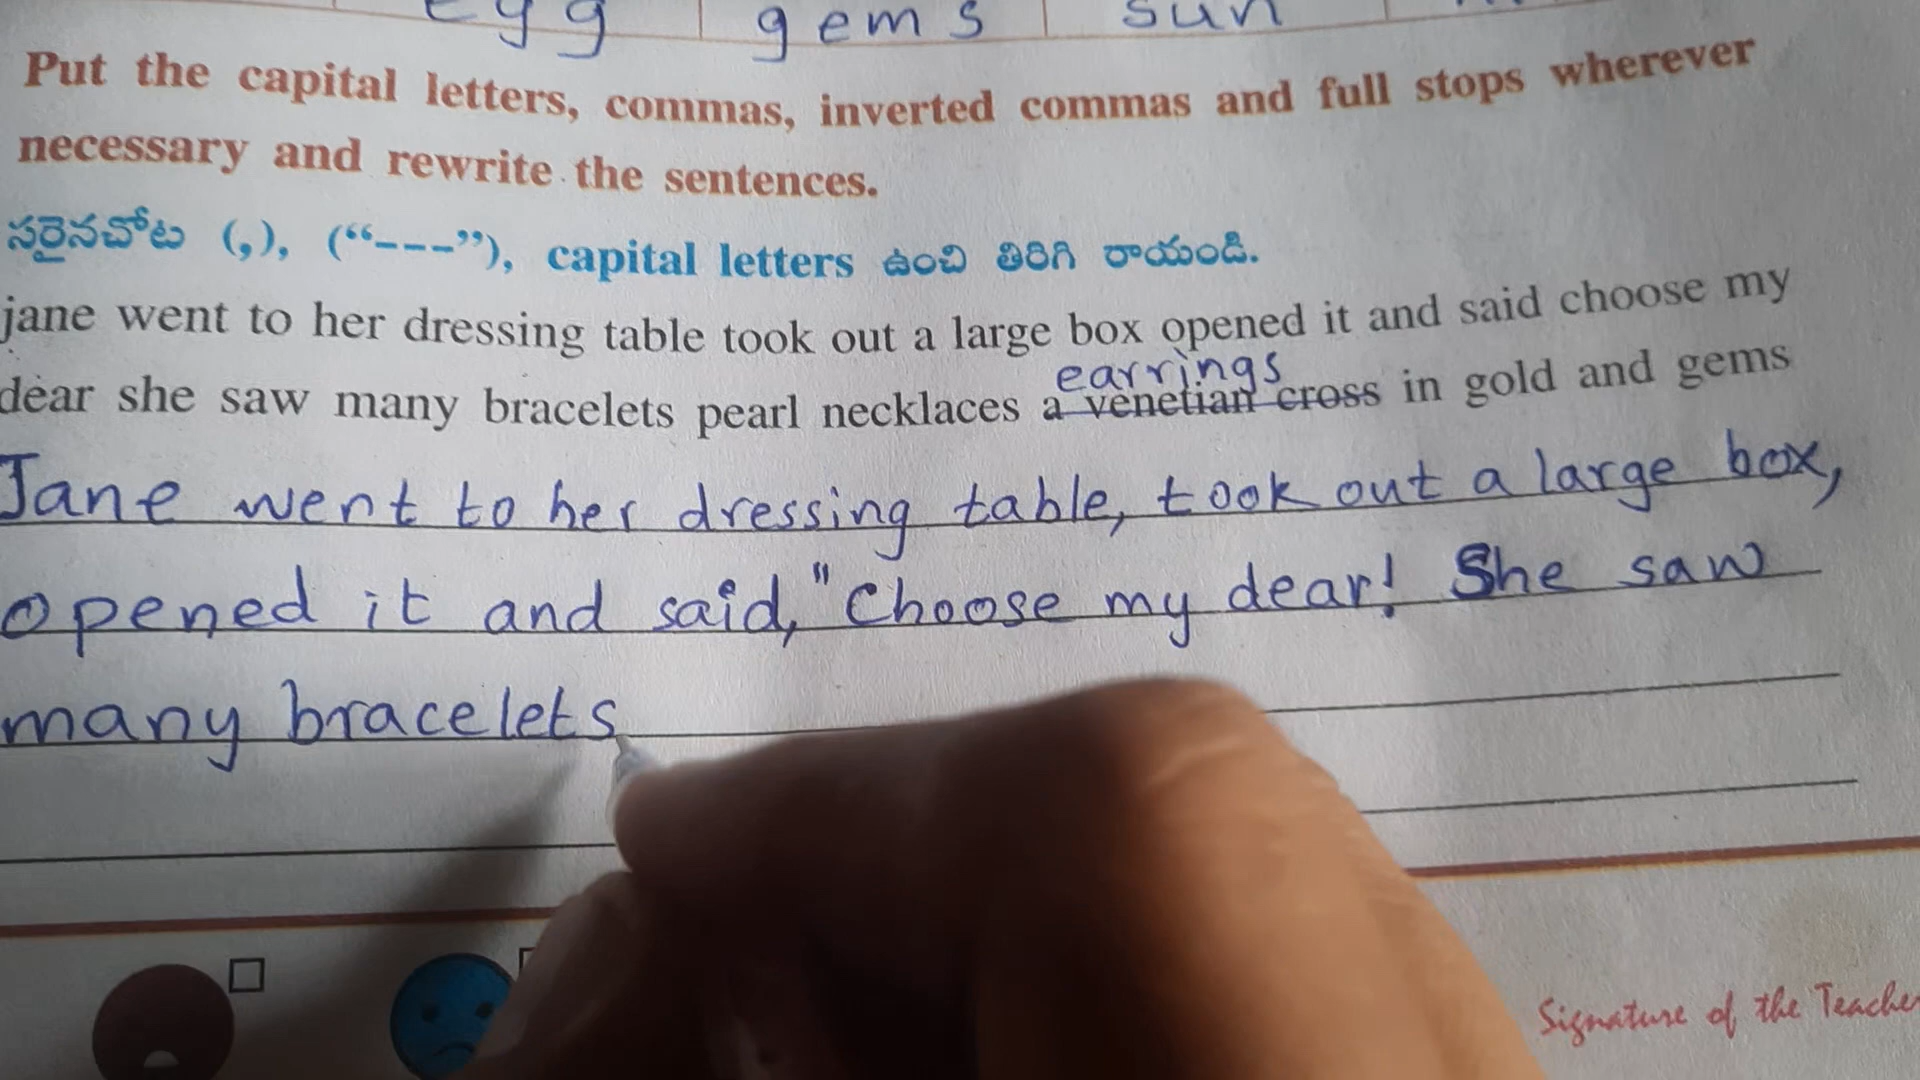 egg gems sun
Put the capital letters, commas, inverted commas and full stops wherever
necessary and rewrite the sentences.
సరైనచోట (,), (“---”), capital letters ఉంచి తిరిగి రాయండి.
jane went to her dressing table took out a large box opened it and said choose my
earrings
dear she saw many bracelets pearl necklaces a venetian cross in gold and gems
Jane went to her dressing table, took out a large box,
opened it and said, "Choose my dear! She saw
many bracelets
Signature of the Teacher